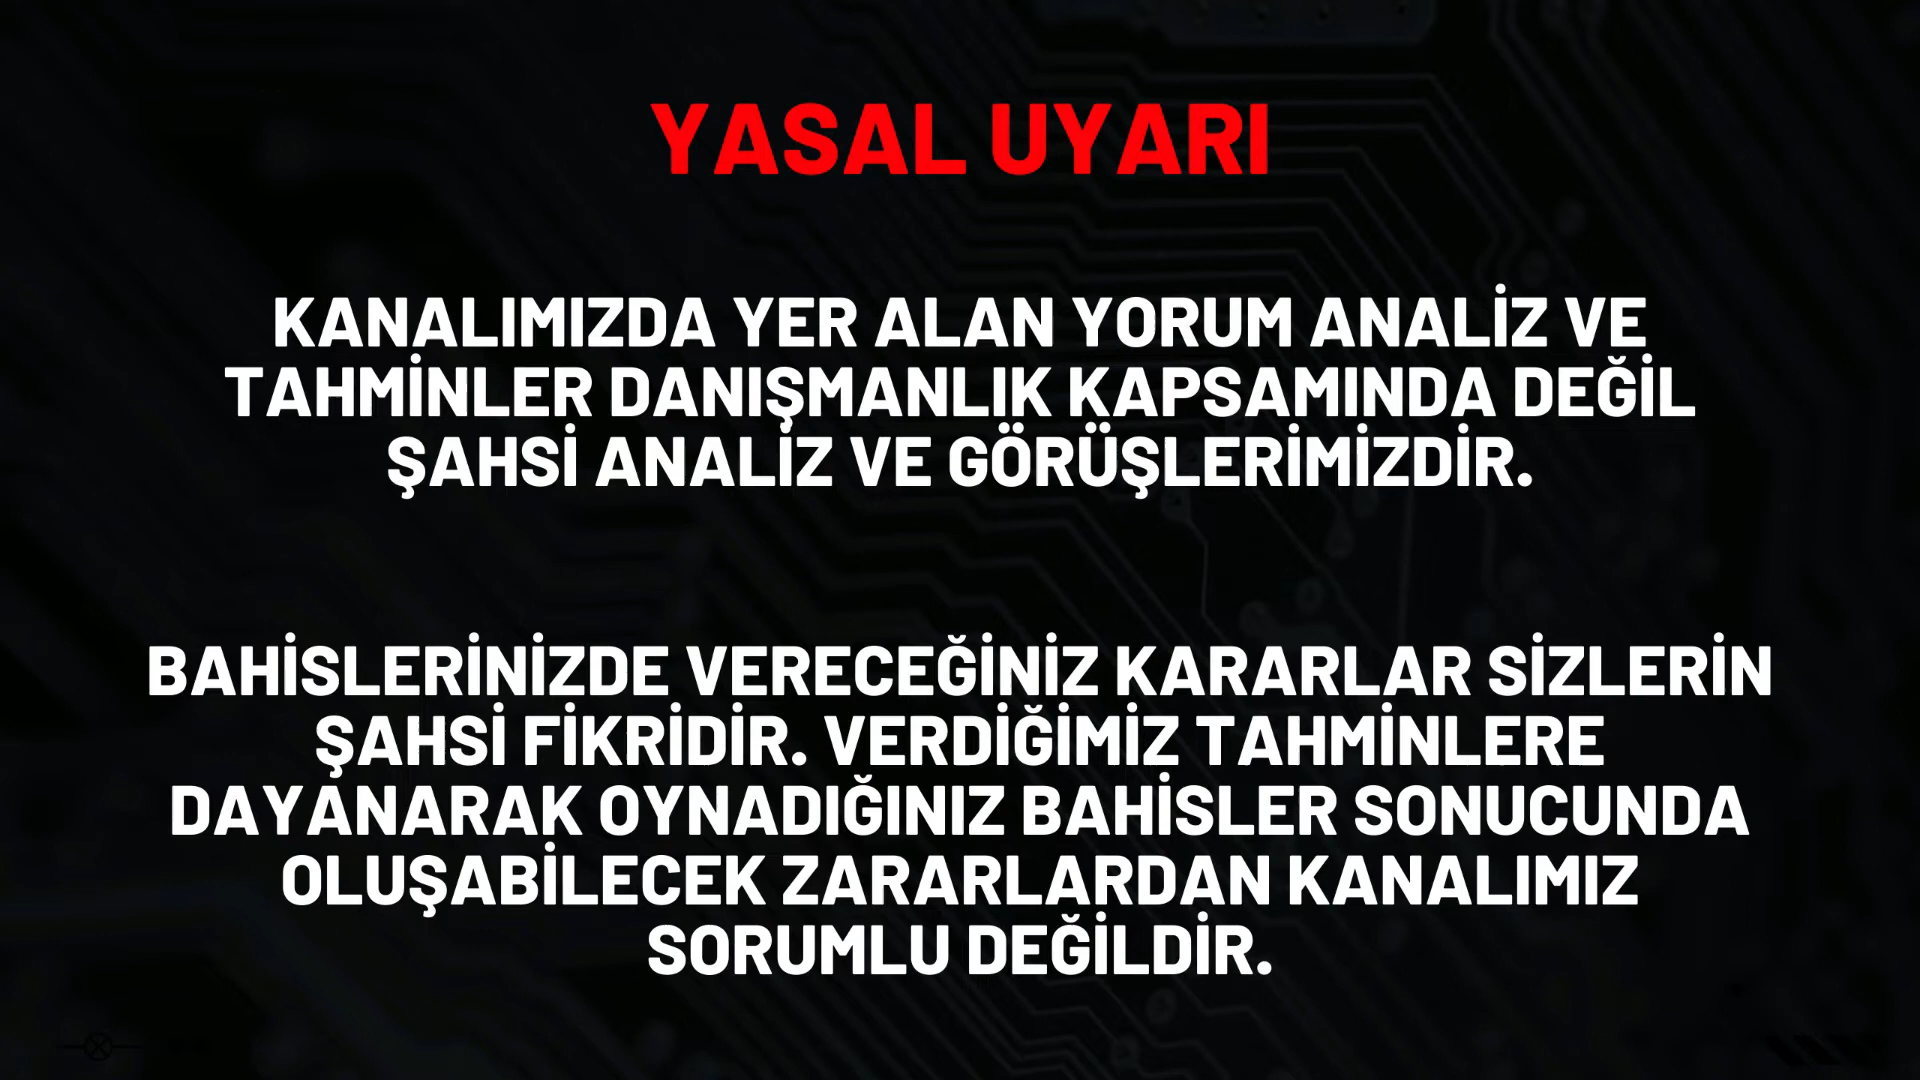 YASAL UYARI
KANALIMIZDA YER ALAN YORUM ANALİZ VE
TAHMİNLER DANIŞMANLIK KAPSAMINDA DEĞİL
ŞAHSİ ANALİZ VE GÖRÜŞLERİMİZDİR.
BAHİSLERİNİZDE VERECEĞİNİZ KARARLAR SİZLERİN
ŞAHSİ FİKRİDİR. VERDİĞİMİZ TAHMİNLERE
DAYANARAK OYNADIĞINIZ BAHİSLER SONUCUNDA
OLUŞABİLECEK ZARARLARDAN KANALIMIZ
SORUMLU DEĞİLDİR.